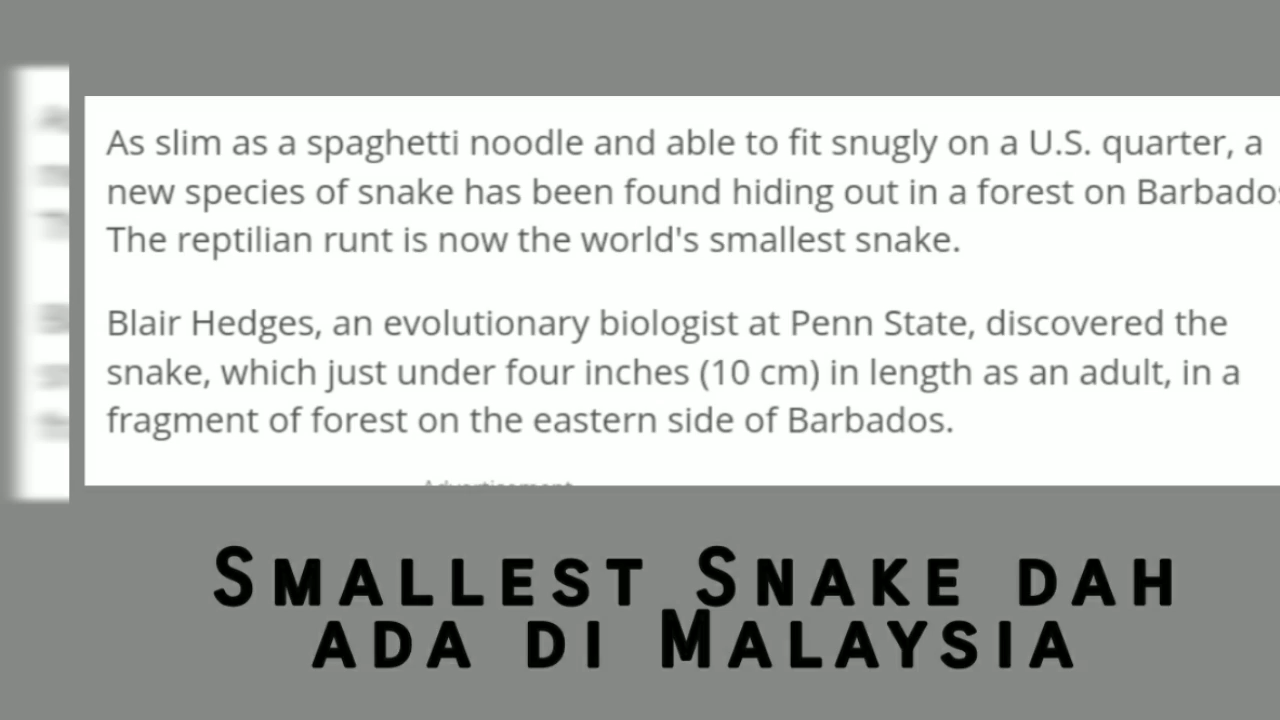 As slim as a spaghetti noodle and able to fit snugly on a U.S. quarter, a
new species of snake has been found hiding out in a forest on Barbados
The reptilian runt is now the world's smallest snake.
Blair Hedges, an evolutionary biologist at Penn State, discovered the
snake, which just under four inches (10 cm) in length as an adult, in a
fragment of forest on the eastern side of Barbados.
Advertisement
Smallest Snake dah
ada di Malaysia